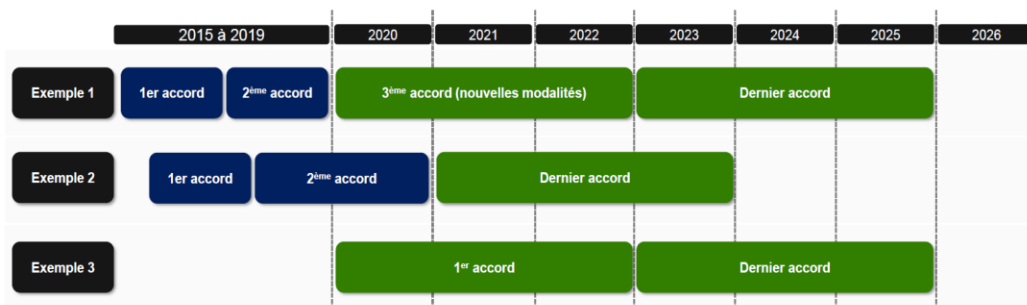 2015 à 2019 2020 2021 2022 2023 2024 2025 2026
Exemple 1 1er accord 2ème accord 3ème accord (nouvelles modalités) Dernier accord
Exemple 2 1er accord 2ème accord Dernier accord
Exemple 3 1er accord Dernier accord